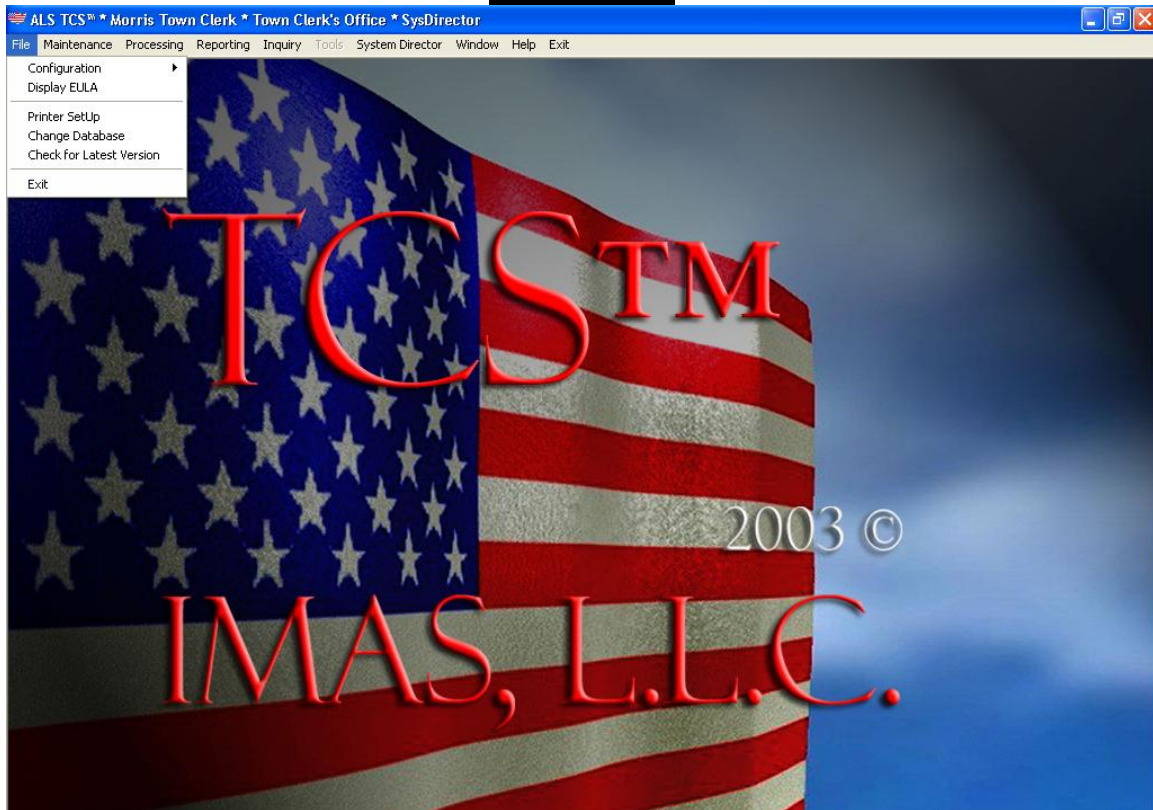 ALS TCS™ * Morris Town Clerk * Town Clerk's Office * SysDirector
File Maintenance Processing Reporting Inquiry Tools System Director Window Help Exit
Configuration
Display EULA
Printer SetUp
Change Database
Check for Latest Version
Exit
TCS™
2003 ©
IMAS, L.L.C.